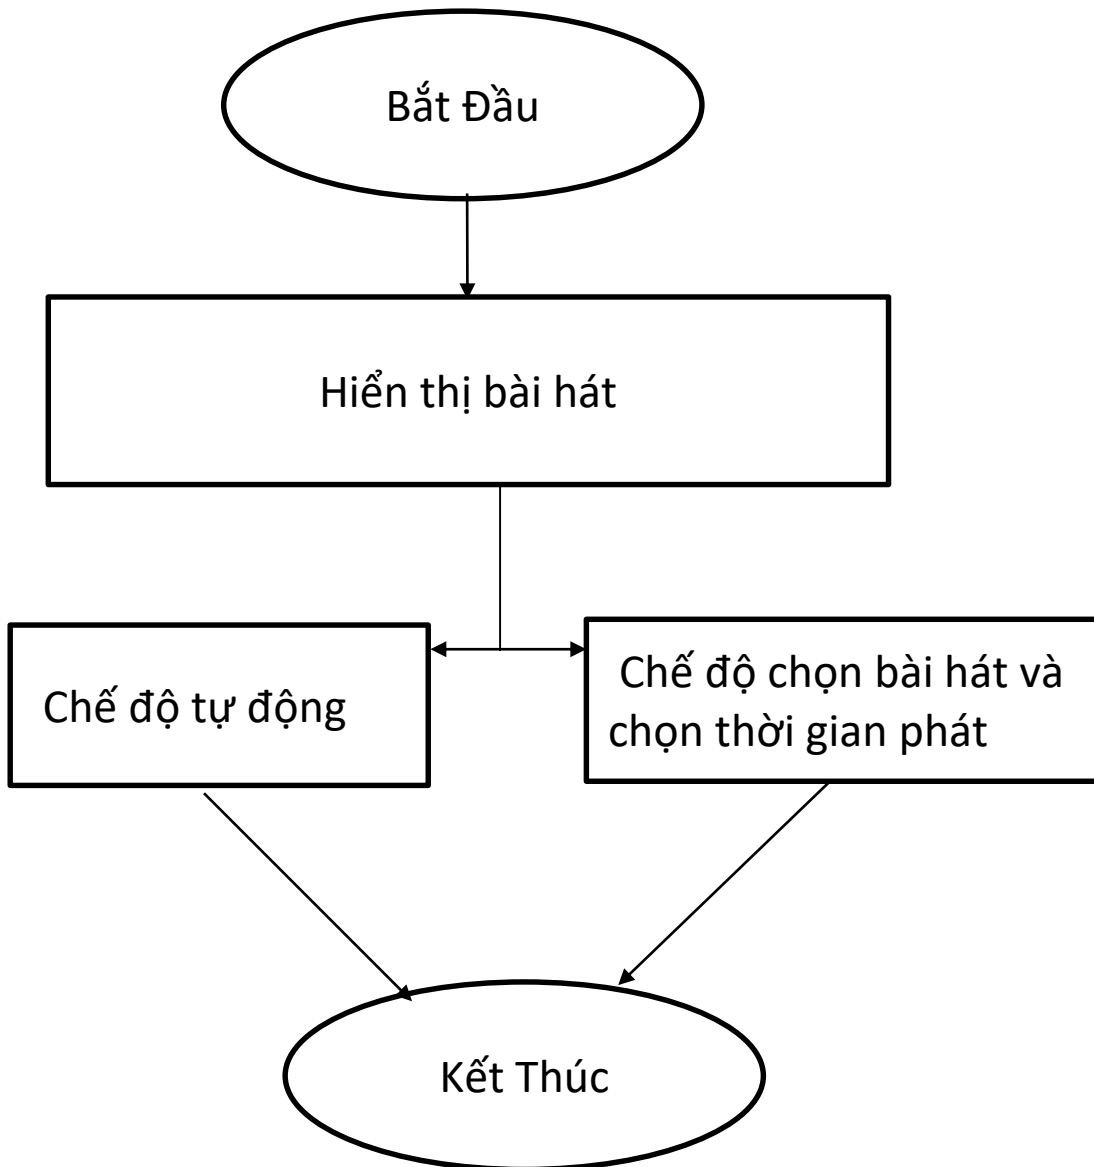 Bắt Đầu
Hiển thị bài hát
Chế độ tự động
Chế độ chọn bài hát và
chọn thời gian phát
Kết Thúc